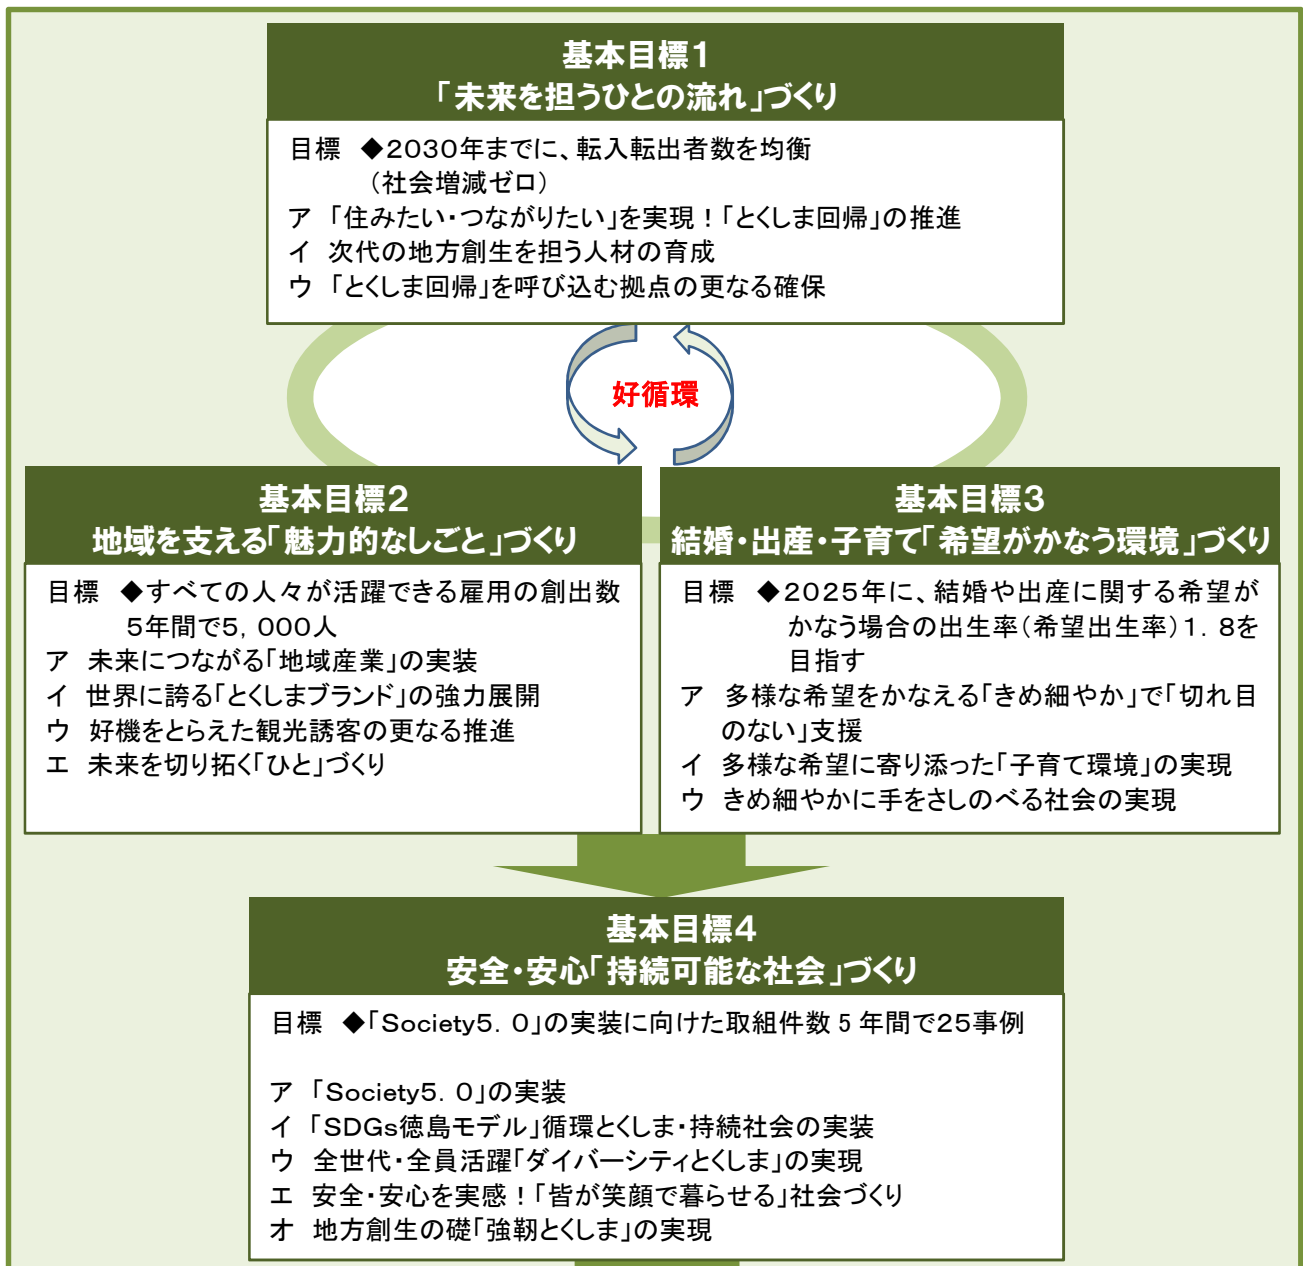 基本目標1
「未来を担うひとの流れ」づくり
目標　◆2030年までに、転入転出者数を均衡
（社会増減ゼロ）
ア　「住みたい・つながりたい」を実現！「とくしま回帰」の推進
イ　次代の地方創生を担う人材の育成
ウ　「とくしま回帰」を呼び込む拠点の更なる確保
好循環
基本目標2
地域を支える「魅力的なしごと」づくり
目標　◆すべての人々が活躍できる雇用の創出数
5年間で5，000人
ア　未来につながる「地域産業」の実装
イ　世界に誇る「とくしまブランド」の強力展開
ウ　好機をとらえた観光誘客の更なる推進
エ　未来を切り拓く「ひと」づくり
基本目標3
結婚・出産・子育て「希望がかなう環境」づくり
目標　◆2025年に、結婚や出産に関する希望が
かなう場合の出生率（希望出生率）1．8を
目指す
ア　多様な希望をかなえる「きめ細やか」で「切れ目
のない」支援
イ　多様な希望に寄り添った「子育て環境」の実現
ウ　きめ細やかに手をさしのべる社会の実現
基本目標4
安全・安心「持続可能な社会」づくり
目標　◆「Society5．0」の実装に向けた取組件数 5 年間で25事例
ア　「Society5．0」の実装
イ　「SDGs徳島モデル」循環とくしま・持続社会の実装
ウ　全世代・全員活躍「ダイバーシティとくしま」の実現
エ　安全・安心を実感！「皆が笑顔で暮らせる」社会づくり
オ　地方創生の礎「強靱とくしま」の実現